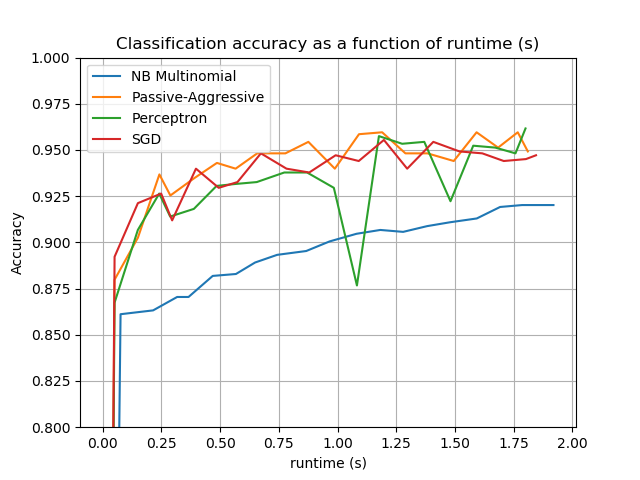 Classification accuracy as a function of runtime (s)
1.000
0.975
0.950
0.925
0.900
0.875
0.850
0.825
0.800
Accuracy
NB Multinomial
Passive-Aggressive
Perceptron
SGD
0.00 0.25 0.50 0.75 1.00 1.25 1.50 1.75 2.00
runtime (s)